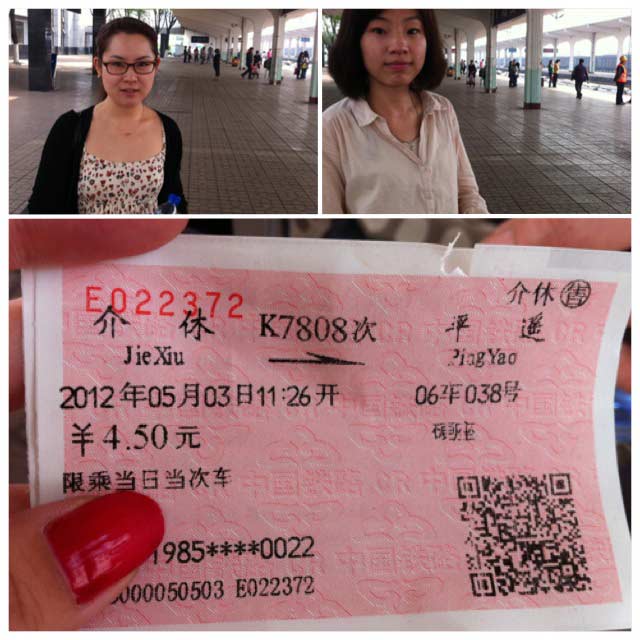 E022372
介休 售
介 休 K7808次 平 遥
JieXiu PingYao
2012年05月03日11:26开 06车038号
￥4.50元
限乘当日当次车
1985****0022
000050503 E022372